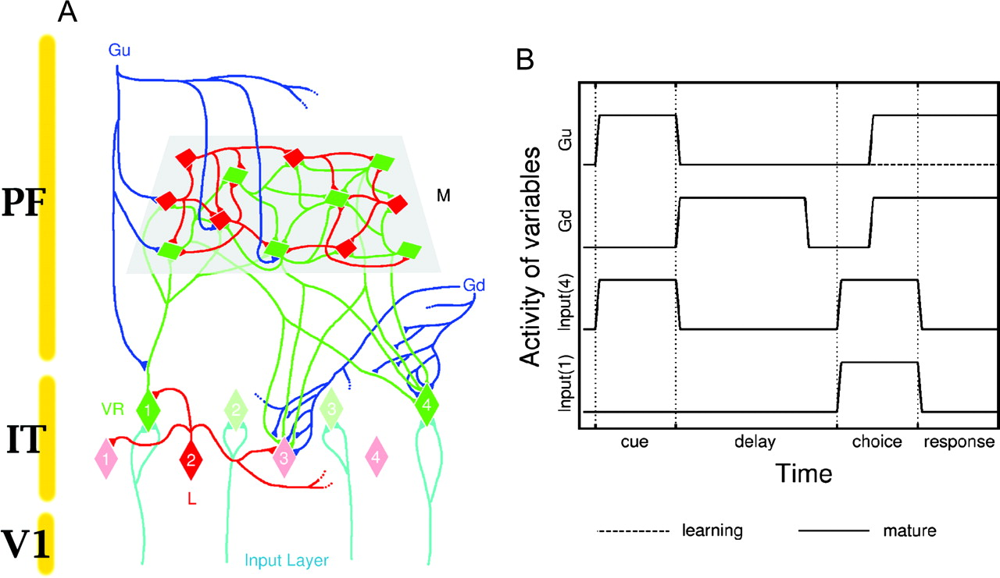 A
Gu
PF
M
Gd
VR
1
2
3
4
IT
1
2
3
4
L
V1
Input Layer
B
Activity of variables
Gu
Gd
Input(4)
Input(1)
cue delay choice response
Time
learning mature